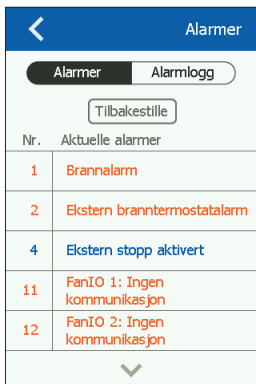 Alarmer
Alarmer Alarmlogg
Tilbakestille
Nr. Aktuelle alarmer
1 Brannalarm
2 Ekstern branntermostatalarm
4 Ekstern stopp aktivert
11 FanIO 1: Ingen
kommunikasjon
12 FanIO 2: Ingen
kommunikasjon